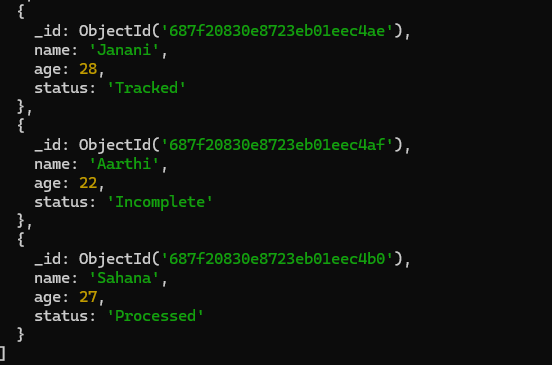 {
_id: ObjectId('687f20830e8723eb01eec4ae'),
name: 'Janani',
age: 28,
status: 'Tracked'
},
{
_id: ObjectId('687f20830e8723eb01eec4af'),
name: 'Aarthi',
age: 22,
status: 'Incomplete'
},
{
_id: ObjectId('687f20830e8723eb01eec4b0'),
name: 'Sahana',
age: 27,
status: 'Processed'
}
]